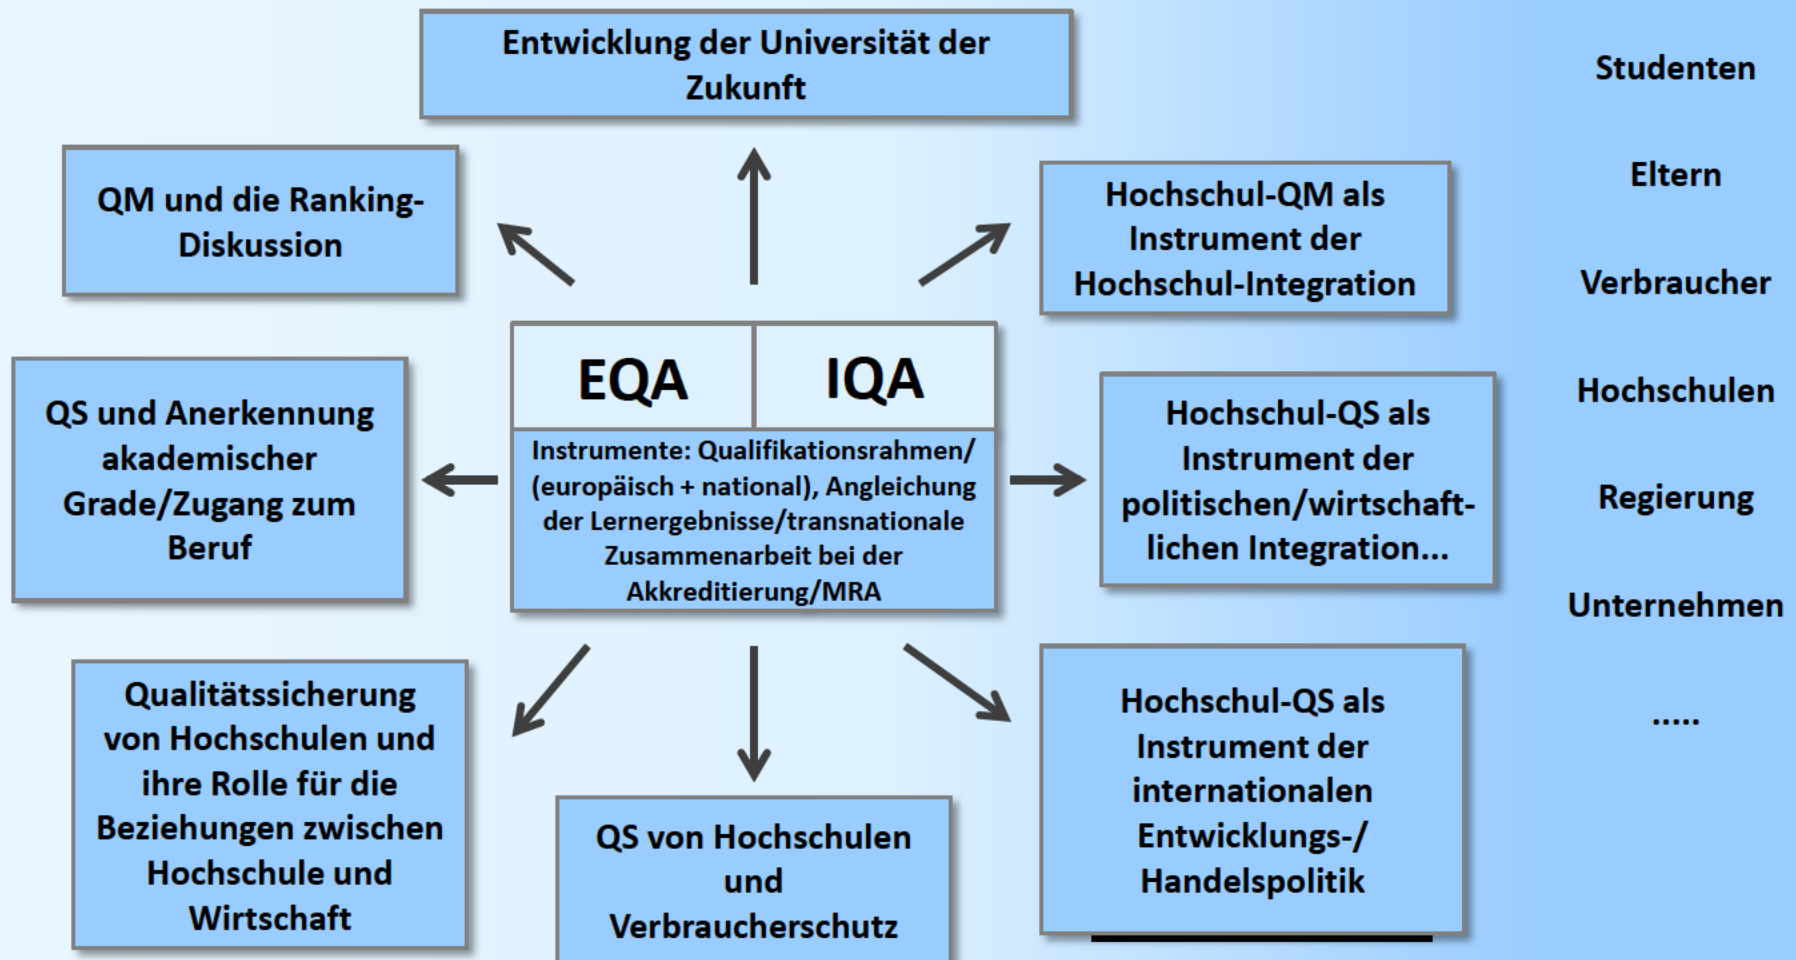 Entwicklung der Universität der
Zukunft
QM und die Ranking-
Diskussion
Hochschul-QM als
Instrument der
Hochschul-Integration
EQA
IQA
Instrumente: Qualifikationsrahmen/
(europäisch + national), Angleichung
der Lernergebnisse/transnationale
Zusammenarbeit bei der
Akkreditierung/MRA
QS und Anerkennung
akademischer
Grade/Zugang zum
Beruf
Hochschul-QS als
Instrument der
politischen/wirtschaft-
lichen Integration...
Qualitätssicherung
von Hochschulen und
ihre Rolle für die
Beziehungen zwischen
Hochschule und
Wirtschaft
QS von Hochschulen
und
Verbraucherschutz
Hochschul-QS als
Instrument der
internationalen
Entwicklungs-/
Handelspolitik
Studenten
Eltern
Verbraucher
Hochschulen
Regierung
Unternehmen
.....